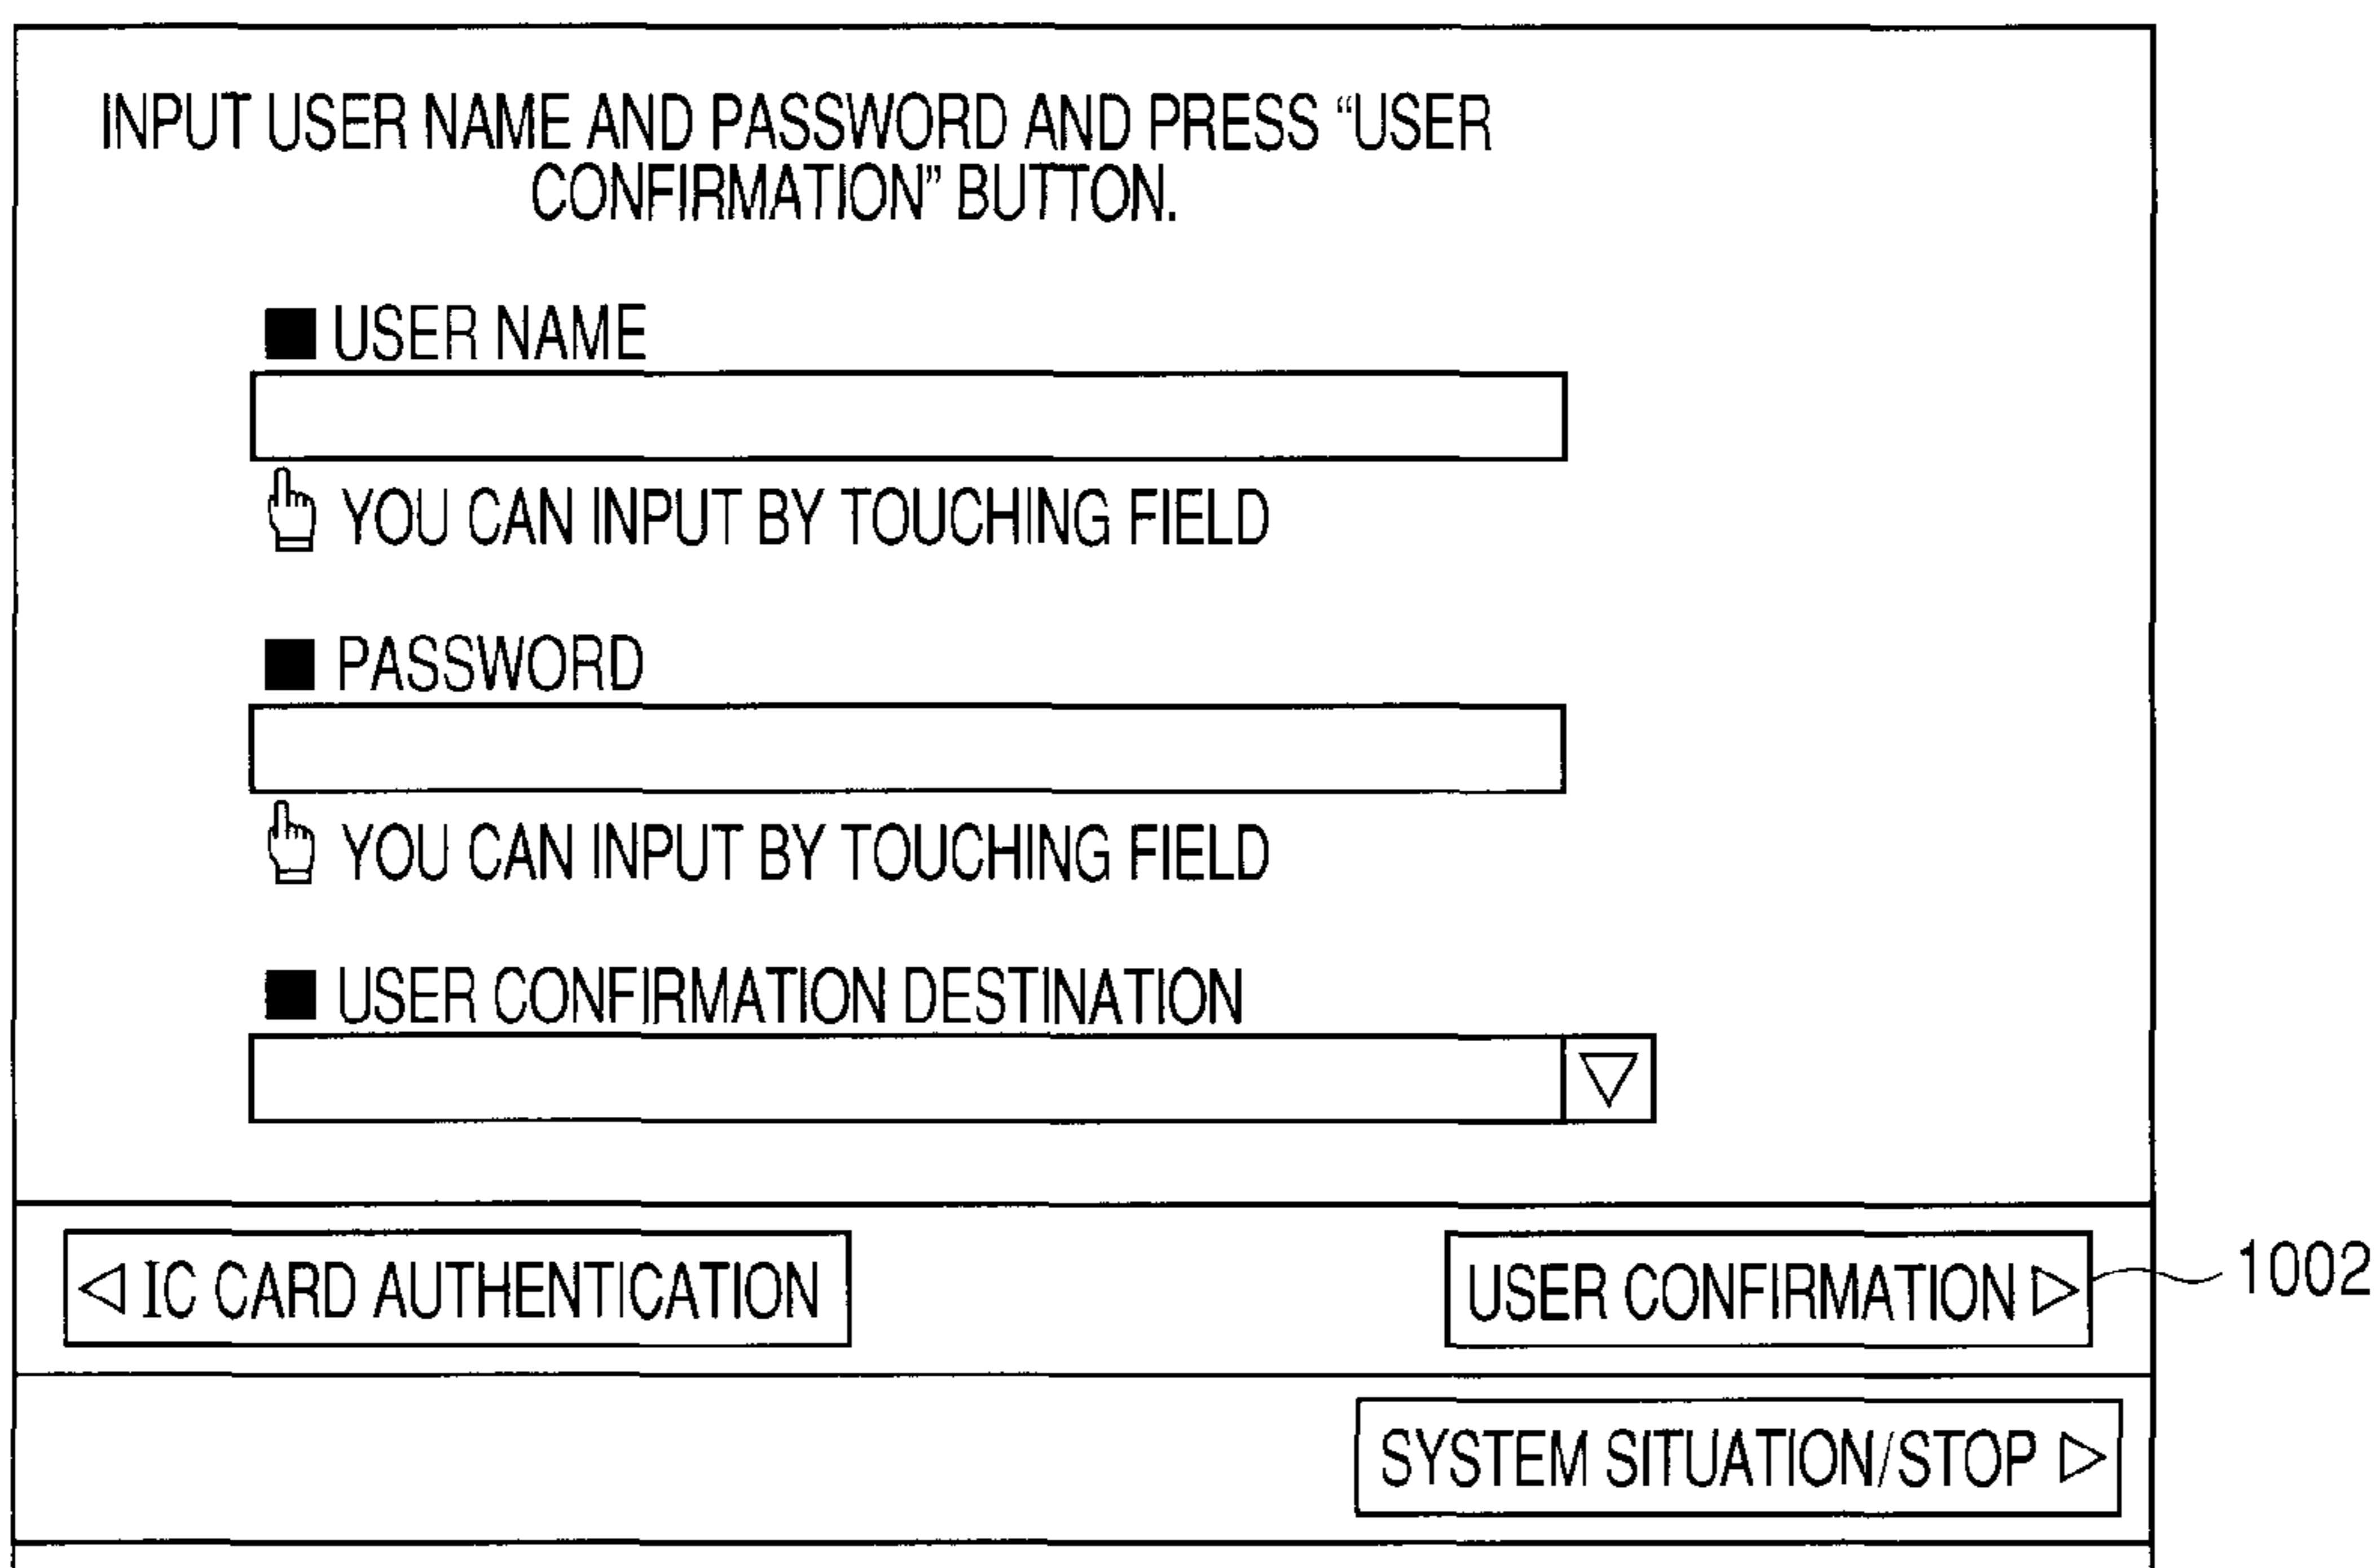 INPUT USER NAME AND PASSWORD AND PRESS “USER
CONFIRMATION” BUTTON.
■ USER NAME
YOU CAN INPUT BY TOUCHING FIELD
■ PASSWORD
YOU CAN INPUT BY TOUCHING FIELD
■ USER CONFIRMATION DESTINATION
◁ IC CARD AUTHENTICATION
USER CONFIRMATION ▷
1002
SYSTEM SITUATION/STOP ▷